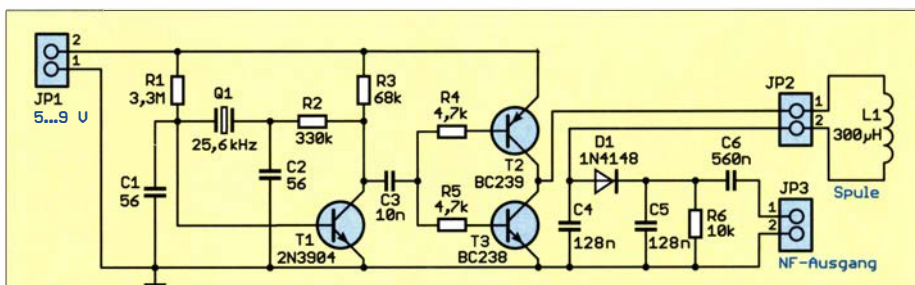 2
1
JP1
5...9 V
R1
3,3M
Q1
25,6kHz
C1
56
R2
330k
C2
56
R3
68k
T1
2N3904
C3
10n
R4
4,7k
R5
4,7k
T2
BC239
T3
BC238
D1
1N4148
C4
128n
C5
128n
R6
10k
C6
560n
JP2
1
2
L1
300µH
Spule
JP3
1
2
NF-Ausgang